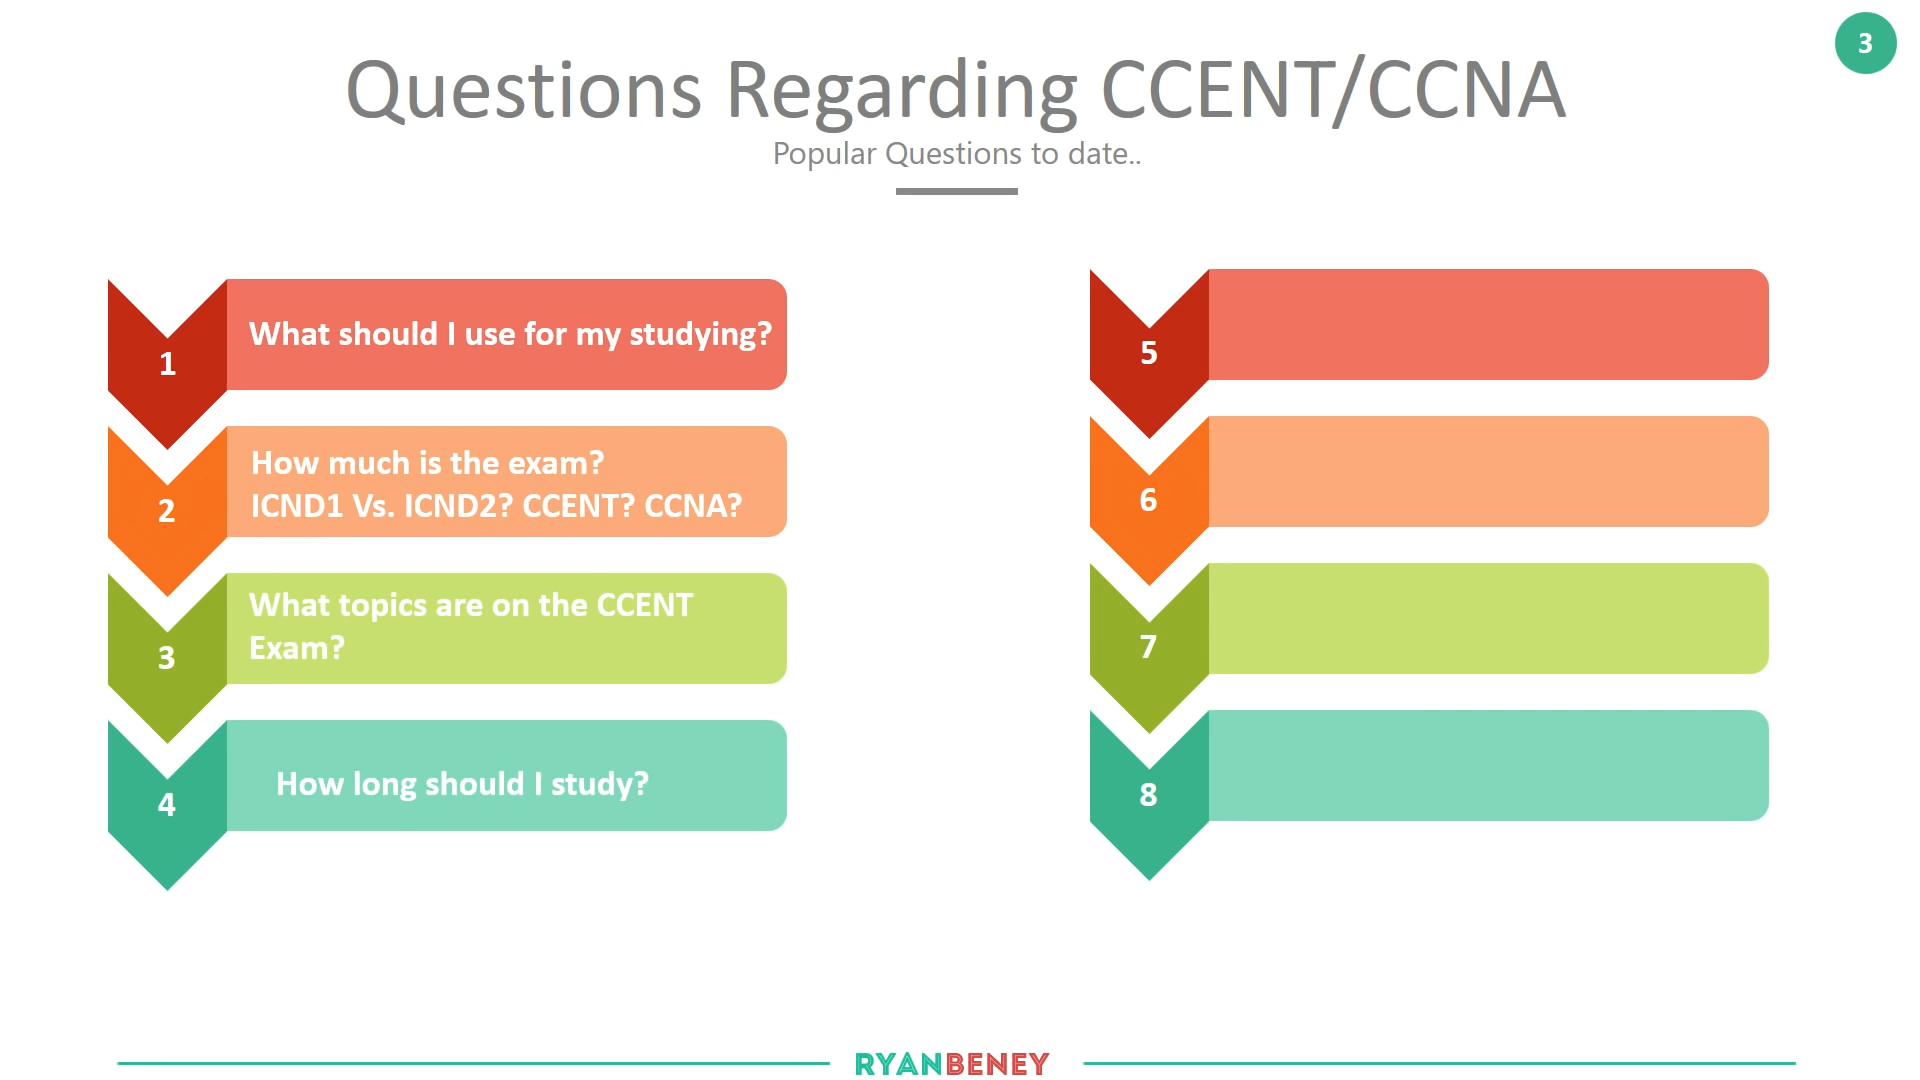 3
Questions Regarding CCENT/CCNA
Popular Questions to date..
1
What should I use for my studying?
2
How much is the exam?
ICND1 Vs. ICND2? CCENT? CCNA?
3
What topics are on the CCENT
Exam?
4
How long should I study?
5
6
7
8
RYANBENEY